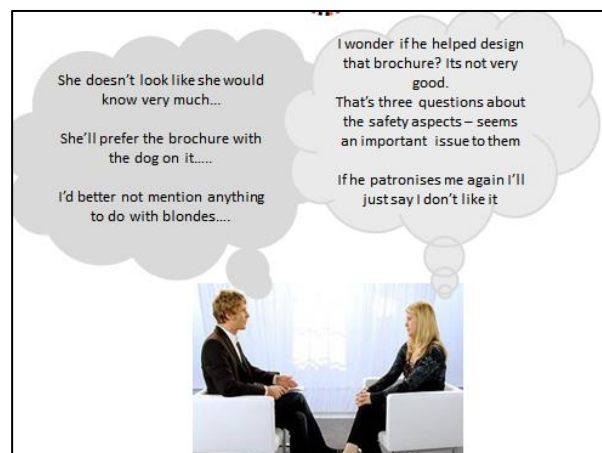 She doesn't look like she would
know very much...
She'll prefer the brochure with
the dog on it.....
I'd better not mention anything
to do with blondes....
I wonder if he helped design
that brochure? Its not very
good.
That's three questions about
the safety aspects – seems
an important issue to them
If he patronises me again I'll
just say I don't like it